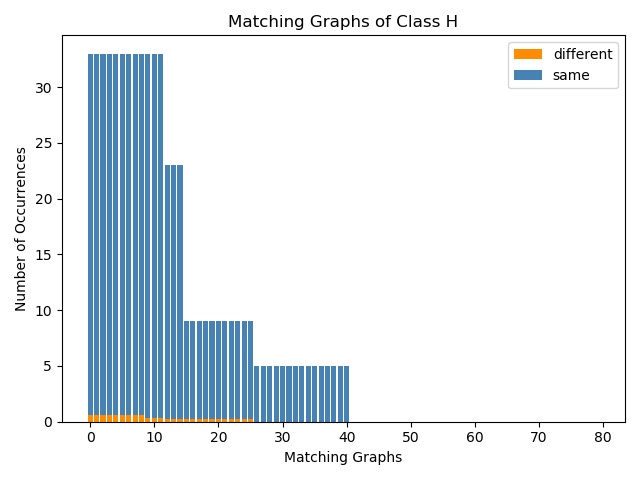 Matching Graphs of Class H
different
same
Number of Occurrences
30
25
20
15
10
5
0
0 10 20 30 40 50 60 70 80
Matching Graphs